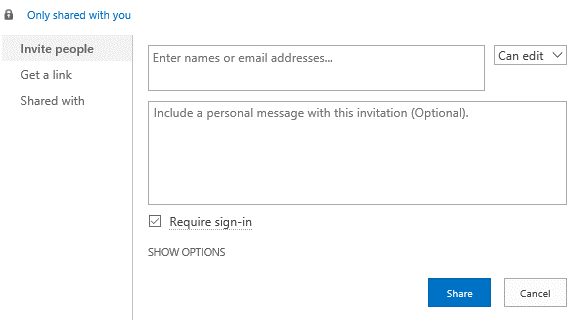 Only shared with you
Invite people
Get a link
Shared with
Enter names or email addresses...
Can edit
Include a personal message with this invitation (Optional).
Require sign-in
SHOW OPTIONS
Share
Cancel